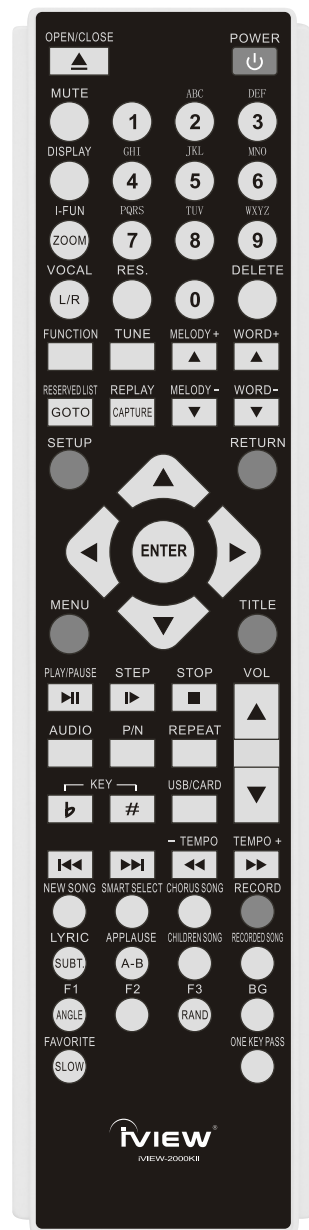 OPEN/CLOSE POWER
MUTE ABC DEF
1 2 3
DISPLAY GHI JKL MNO
4 5 6
I-FUN PQRS TUV WXYZ
ZOOM 7 8 9
VOCAL RES. DELETE
L/R 0
FUNCTION TUNE MELODY+ WORD+
RESERVED LIST REPLAY MELODY- WORD-
GOTO CAPTURE
SETUP RETURN
ENTER
MENU TITLE
PLAY/PAUSE STEP STOP VOL
AUDIO P/N REPEAT
KEY USB/CARD
♭ #
- TEMPO TEMPO +
NEW SONG SMART SELECT CHORUS SONG RECORD
LYRIC APPLAUSE CHILDREN SONG RECORDED SONG
SUBT. A-B
F1 F2 F3 BG
ANGLE RAND
FAVORITE ONE KEY PASS
SLOW
iVIEW®
iVIEW-2000KII